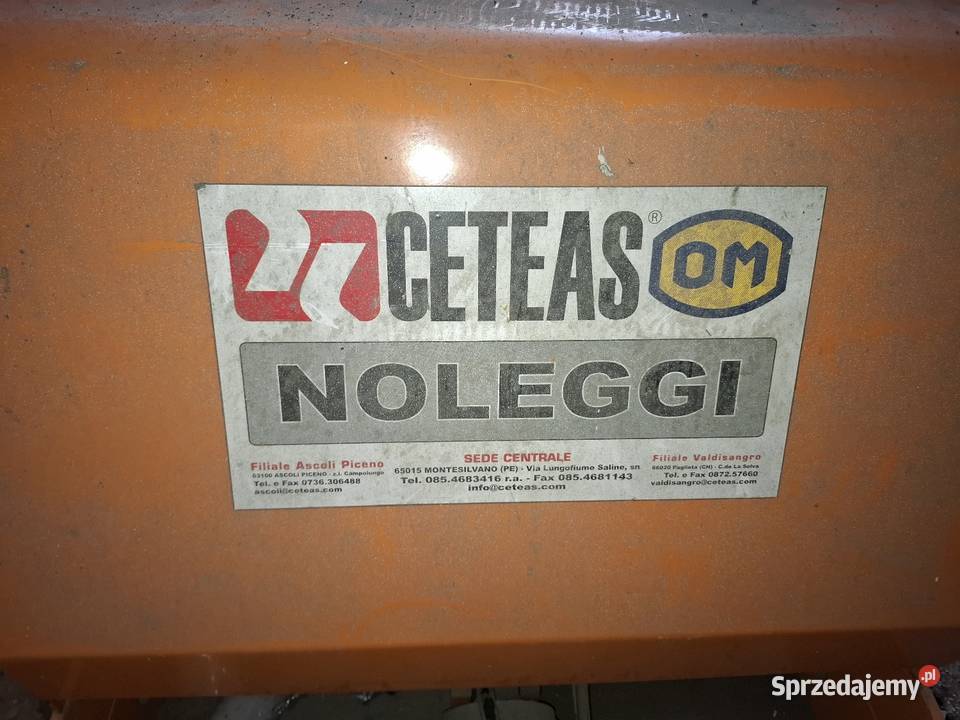 CETEAS® OM
NOLEGGI
SEDE CENTRALE
65015 MONTESILVANO (PE) - Via Lungofiume Saline, sn
Tel. 085.4683416 r.a. - Fax 085.4681143
info@ceteas.com
Filiale Ascoli Piceno
63100 ASCOLI PICENO - z.i. Campolungo
Tel. e Fax 0736.306488
ascoli@ceteas.com
Filiale Valdisangro
66020 Paglieta (CH) - C.da La Selva
Tel. e Fax 0872.57660
valdisangro@ceteas.com
Sprzedajemy.pl